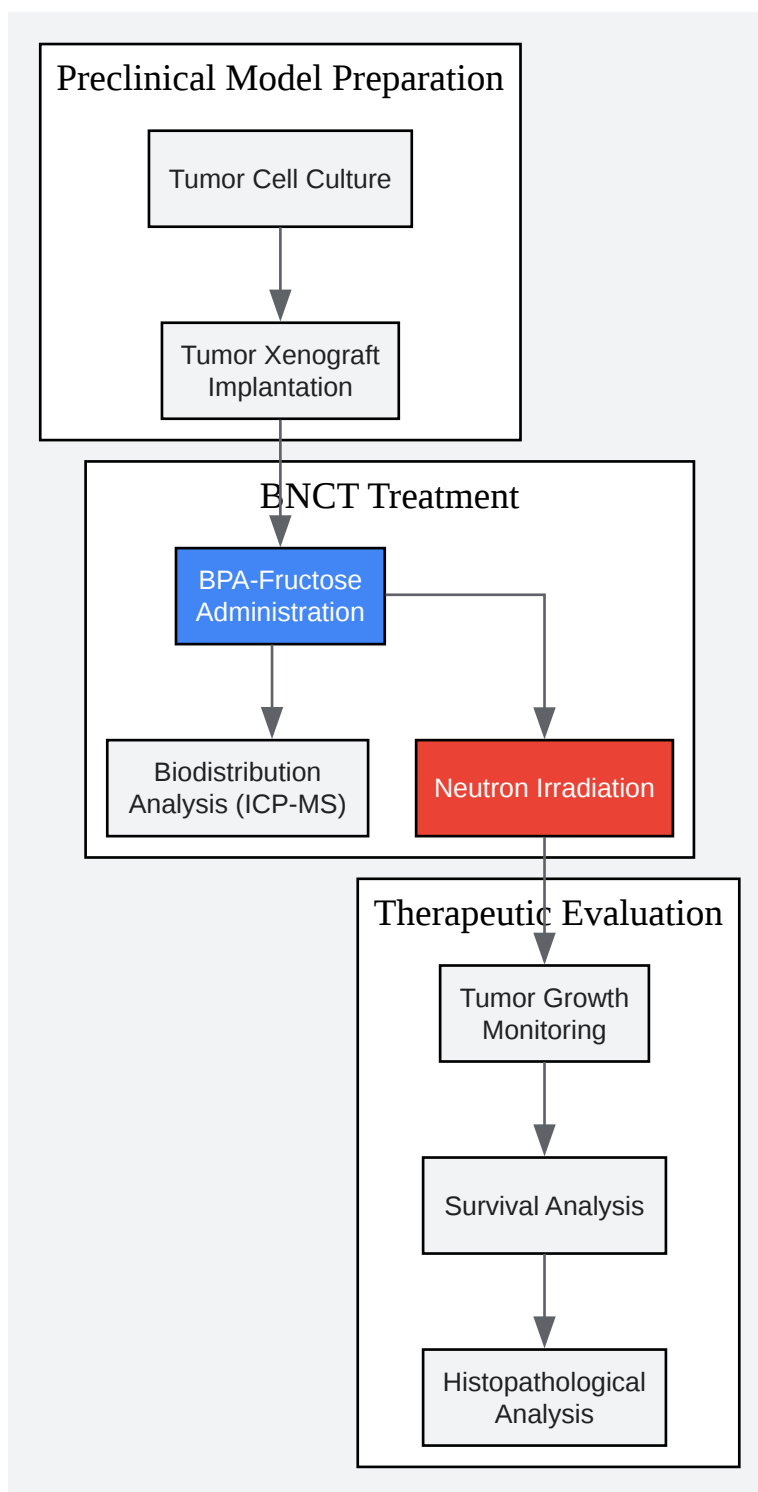 Preclinical Model Preparation
Tumor Cell Culture
Tumor Xenograft
Implantation
BNCT Treatment
BPA-Fructose
Administration
Biodistribution
Analysis (ICP-MS)
Neutron Irradiation
Therapeutic Evaluation
Tumor Growth
Monitoring
Survival Analysis
Histopathological
Analysis